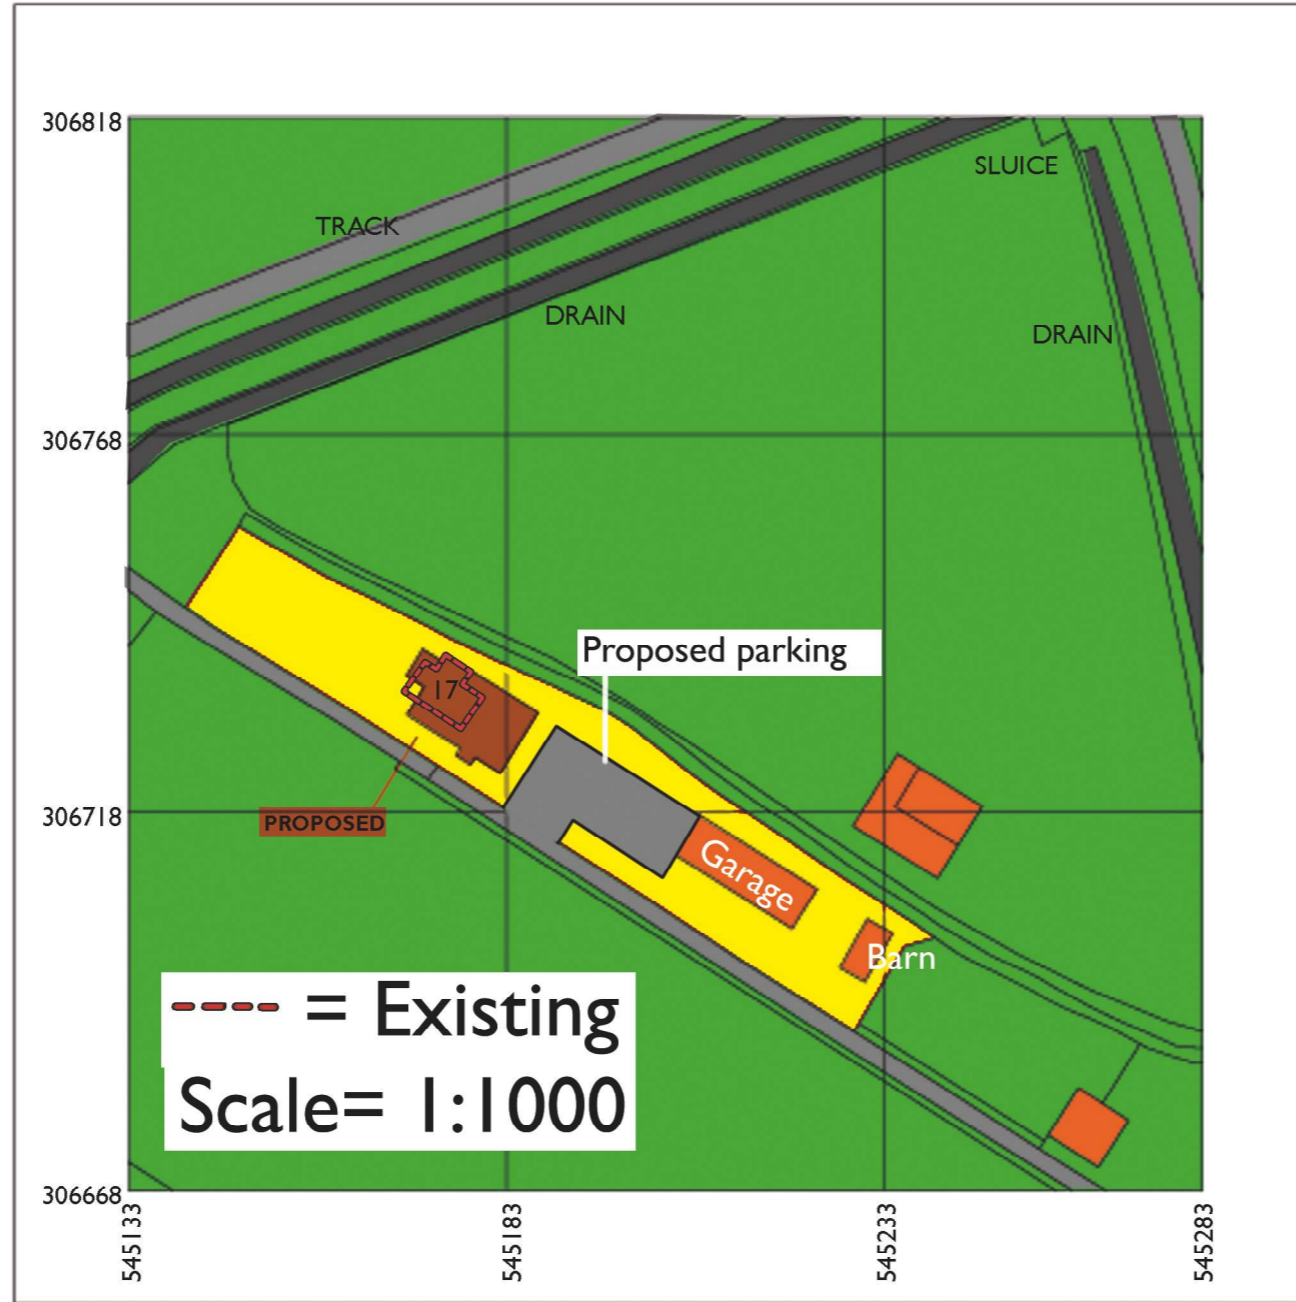 306818
SLUICE
TRACK
DRAIN
DRAIN
306768
Proposed parking
17
306718
PROPOSED
Garage
Barn
= Existing
Scale= 1:1000
306668
545133
545183
545233
545283